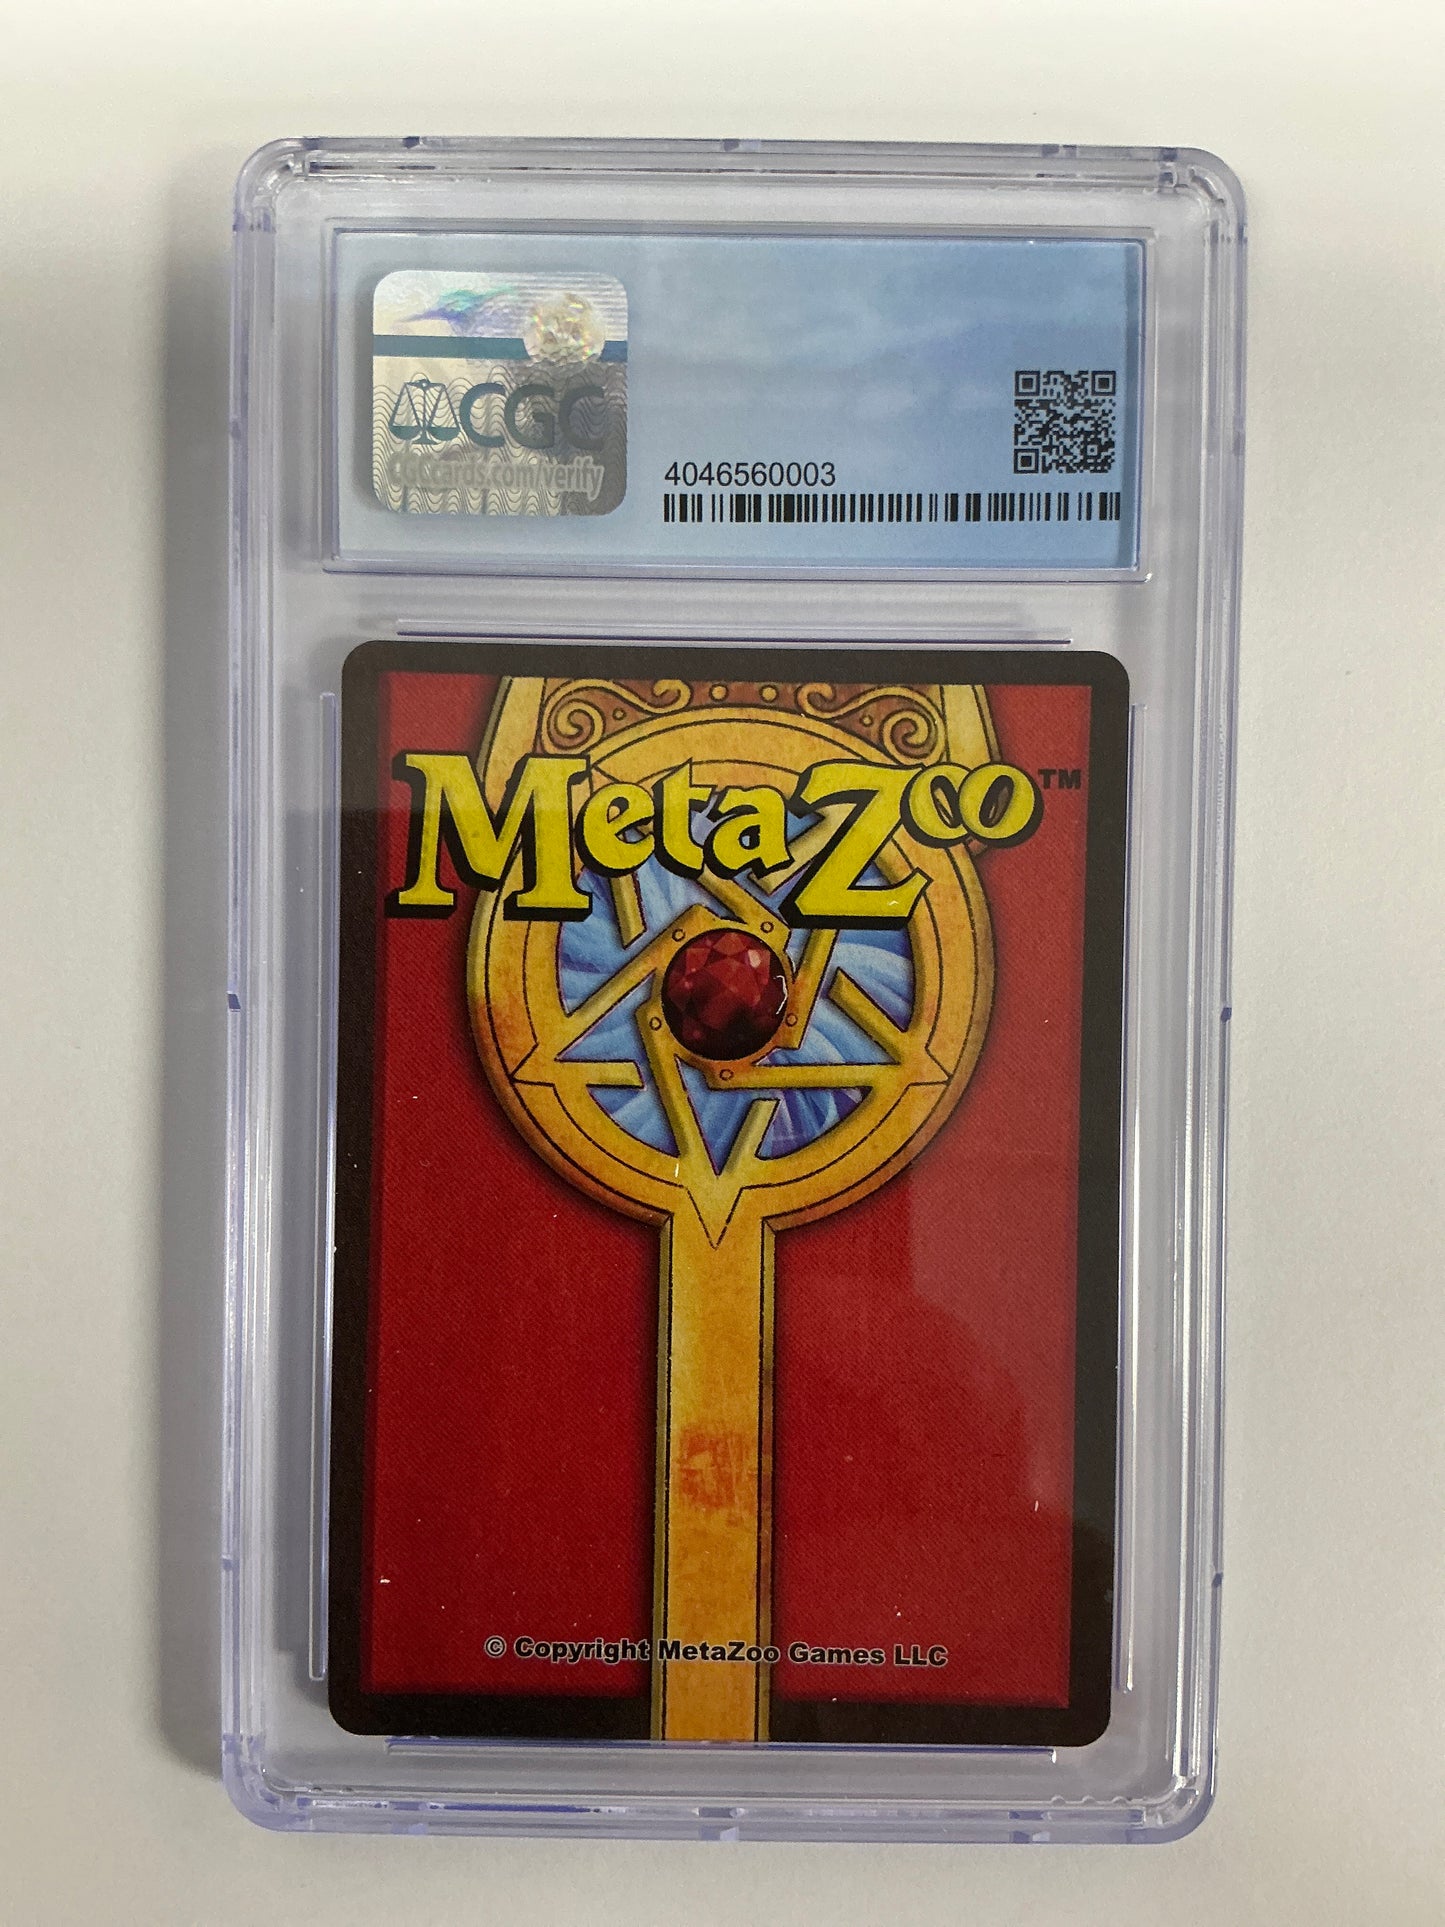 CGC
CGCcards.com/verify
4046560003
MetaZoo™
© Copyright MetaZoo Games LLC